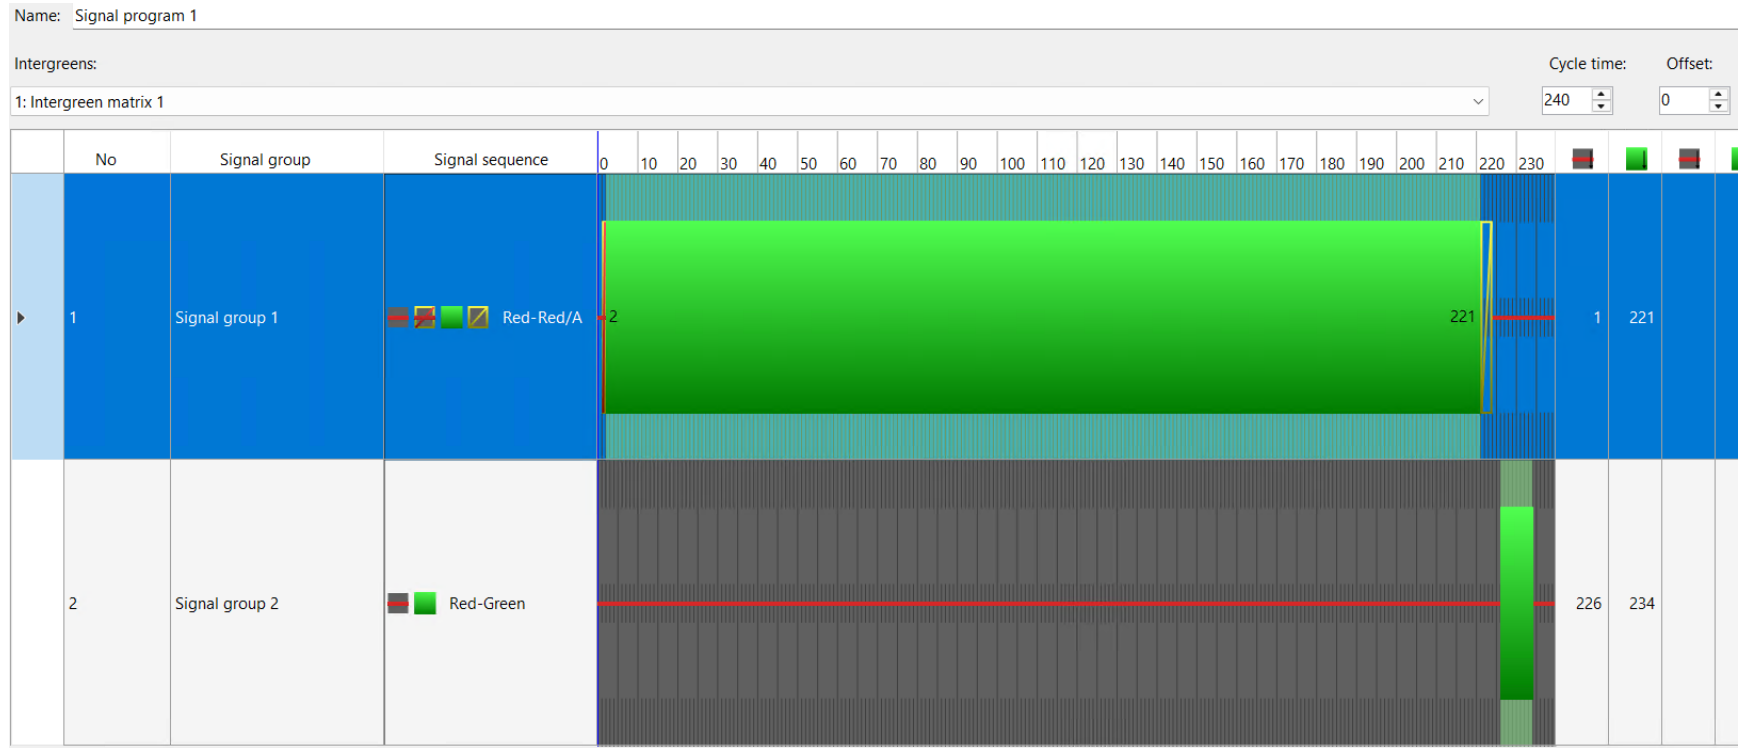 Name: Signal program 1
Intergreens:
Cycle time: Offset:
1: Intergreen matrix 1
240 0
No Signal group Signal sequence 0 10 20 30 40 50 60 70 80 90 100 110 120 130 140 150 160 170 180 190 200 210 220 230
1 Signal group 1 Red-Red/A 2 221 1 221
2 Signal group 2 Red-Green 226 234